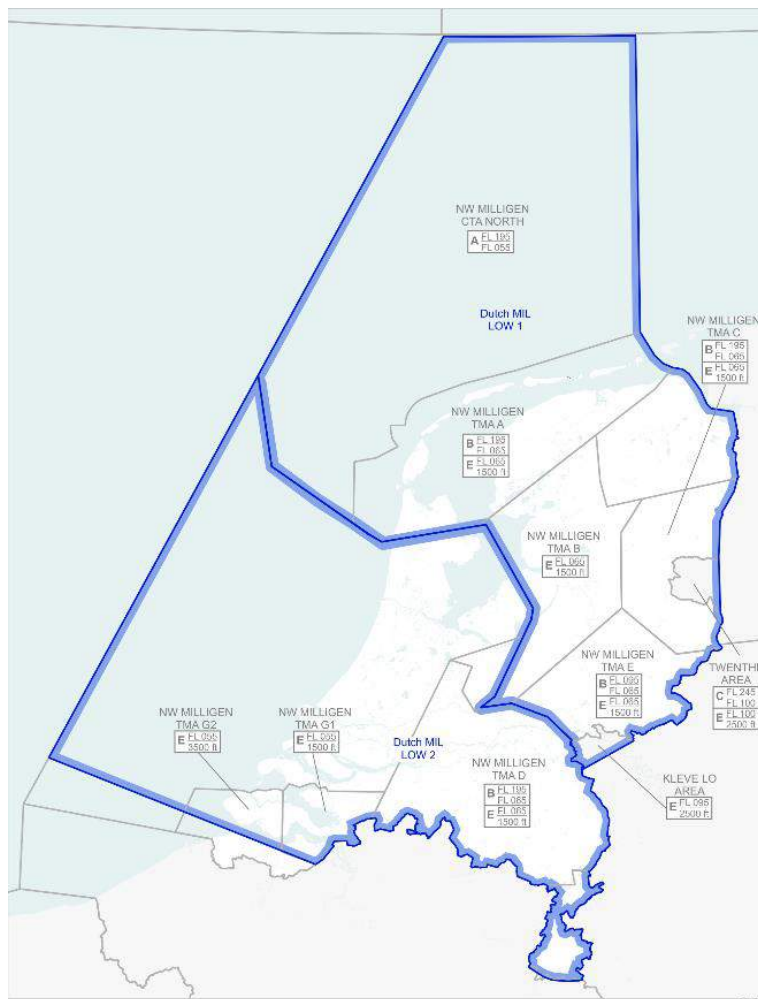 NW MILLIGEN
CTA NORTH
A FL 195
FL 055
Dutch MIL
LOW 1
NW MILLIGEN
TMA C
B FL 195
FL 065
E FL 065
1500 ft
NW MILLIGEN
TMA A
B FL 195
FL 065
E FL 065
1500 ft
NW MILLIGEN
TMA B
E FL 065
1500 ft
NW MILLIGEN
TMA E
B FL 095
FL 065
E FL 065
1500 ft
TWENTHE
AREA
C FL 245
FL 100
E FL 100
2500 ft
NW MILLIGEN
TMA G2
E FL 055
3500 ft
NW MILLIGEN
TMA G1
E FL 055
1500 ft
Dutch MIL
LOW 2
NW MILLIGEN
TMA D
B FL 195
FL 065
E FL 065
1500 ft
KLEVE LO
AREA
E FL 095
2500 ft